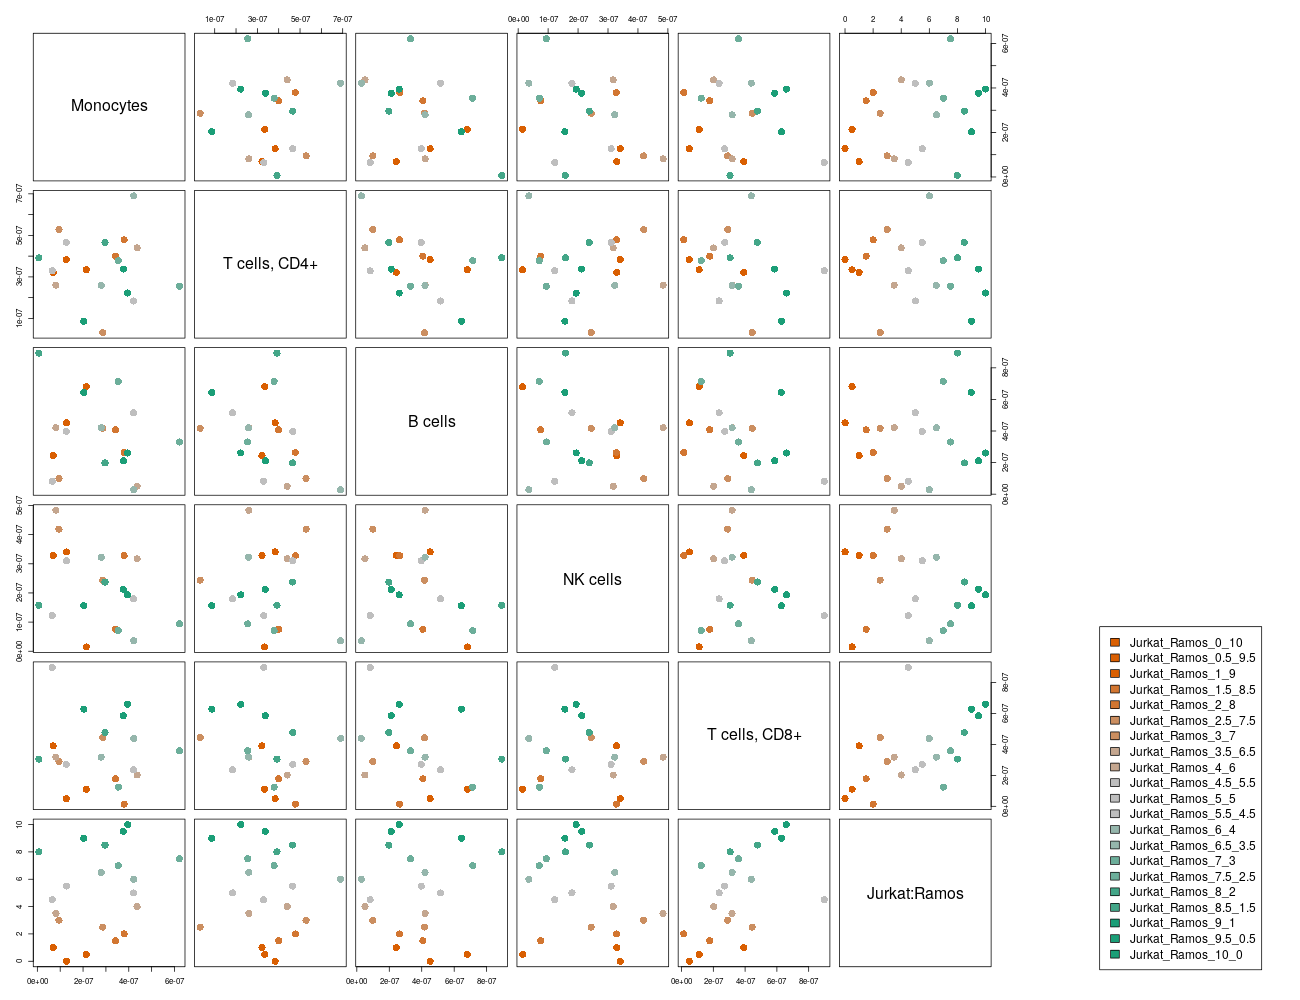 1e-07 3e-07 5e-07 7e-07 0e+00 1e-07 2e-07 3e-07 4e-07 5e-07 0 2 4 6 8 10
Monocytes
0e+00 2e-07 4e-07 6e-07
1e-07 3e-07 5e-07 7e-07
T cells, CD4+
B cells
0e+00 2e-07 4e-07 6e-07 8e-07
0e+00 1e-07 2e-07 3e-07 4e-07 5e-07
NK cells
T cells, CD8+
0e+00 2e-07 4e-07 6e-07 8e-07
0 2 4 6 8 10
Jurkat:Ramos
0e+00 2e-07 4e-07 6e-07 0e+00 2e-07 4e-07 6e-07 8e-07 0e+00 2e-07 4e-07 6e-07 8e-07
Jurkat_Ramos_0_10
Jurkat_Ramos_0.5_9.5
Jurkat_Ramos_1_9
Jurkat_Ramos_1.5_8.5
Jurkat_Ramos_2_8
Jurkat_Ramos_2.5_7.5
Jurkat_Ramos_3_7
Jurkat_Ramos_3.5_6.5
Jurkat_Ramos_4_6
Jurkat_Ramos_4.5_5.5
Jurkat_Ramos_5_5
Jurkat_Ramos_5.5_4.5
Jurkat_Ramos_6_4
Jurkat_Ramos_6.5_3.5
Jurkat_Ramos_7_3
Jurkat_Ramos_7.5_2.5
Jurkat_Ramos_8_2
Jurkat_Ramos_8.5_1.5
Jurkat_Ramos_9_1
Jurkat_Ramos_9.5_0.5
Jurkat_Ramos_10_0